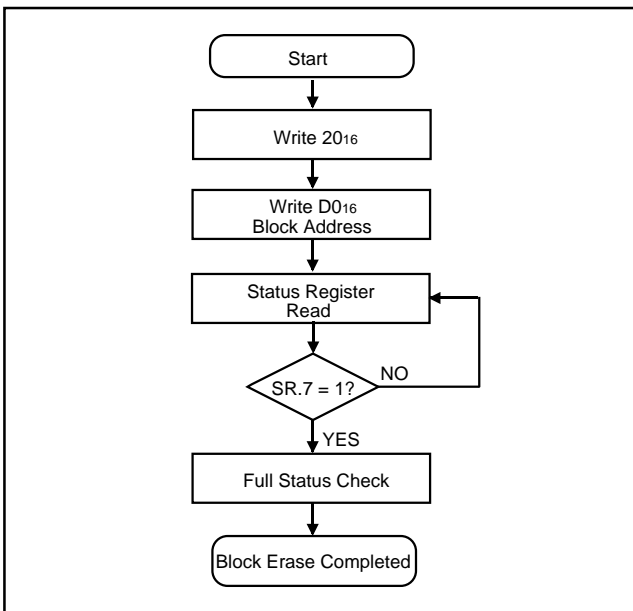 Start
Write 2016
Write D016
Block Address
Status Register
Read
SR.7 = 1?
NO
YES
Full Status Check
Block Erase Completed